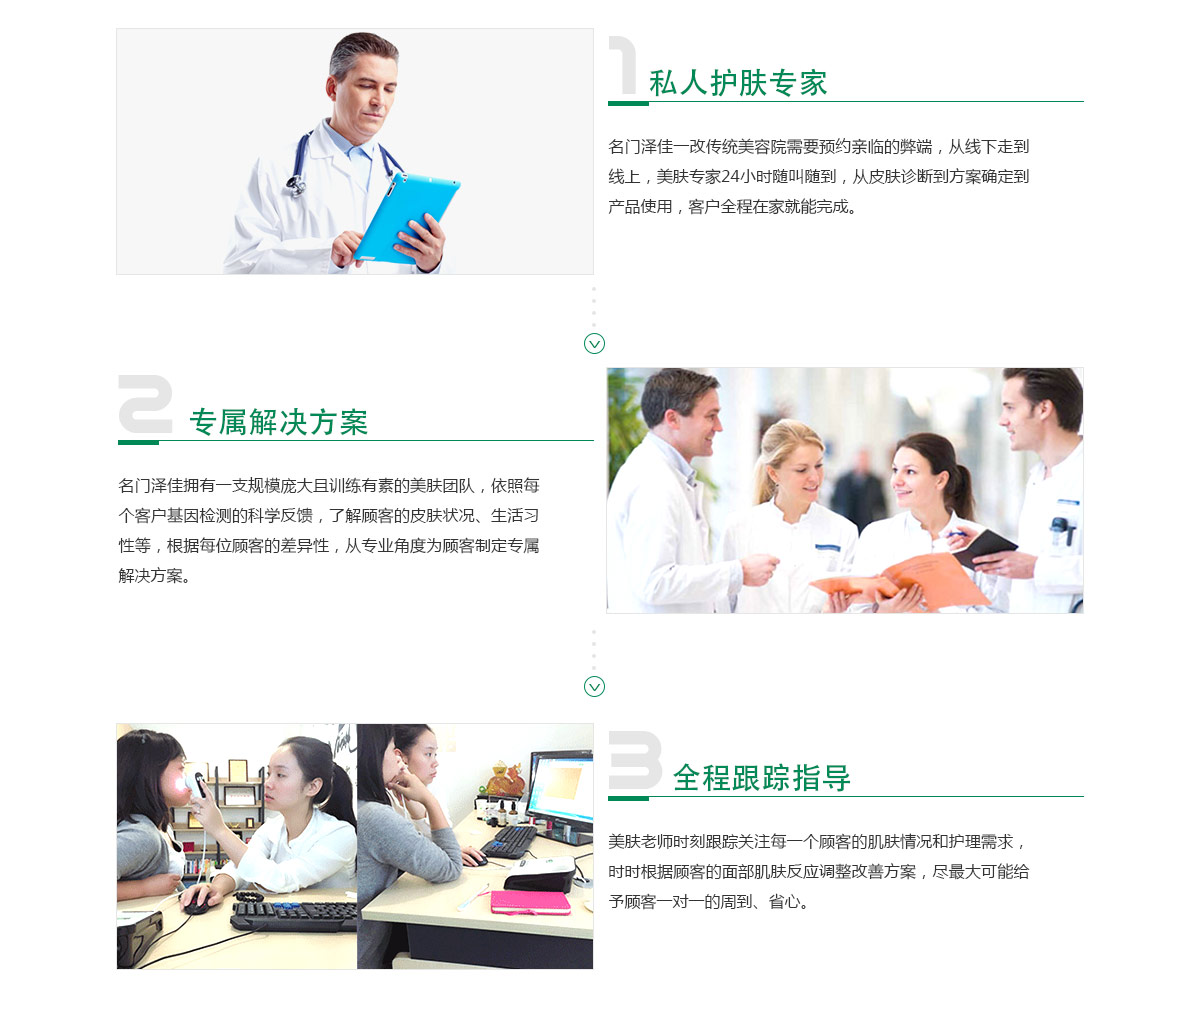 1
私人护肤专家
名门泽佳一改传统美容院需要预约亲临的弊端，从线下走到
线上，美肤专家24小时随叫随到，从皮肤诊断到方案确定到
产品使用，客户全程在家就能完成。
2
专属解决方案
名门泽佳拥有一支规模庞大且训练有素的美肤团队，依照每
个客户基因检测的科学反馈，了解顾客的皮肤状况、生活习
性等，根据每位顾客的差异性，从专业角度为顾客制定专属
解决方案。
3
全程跟踪指导
美肤老师时刻跟踪关注每一个顾客的肌肤情况和护理需求，
时时根据顾客的面部肌肤反应调整改善方案，尽最大可能给
予顾客一对一的周到、省心。